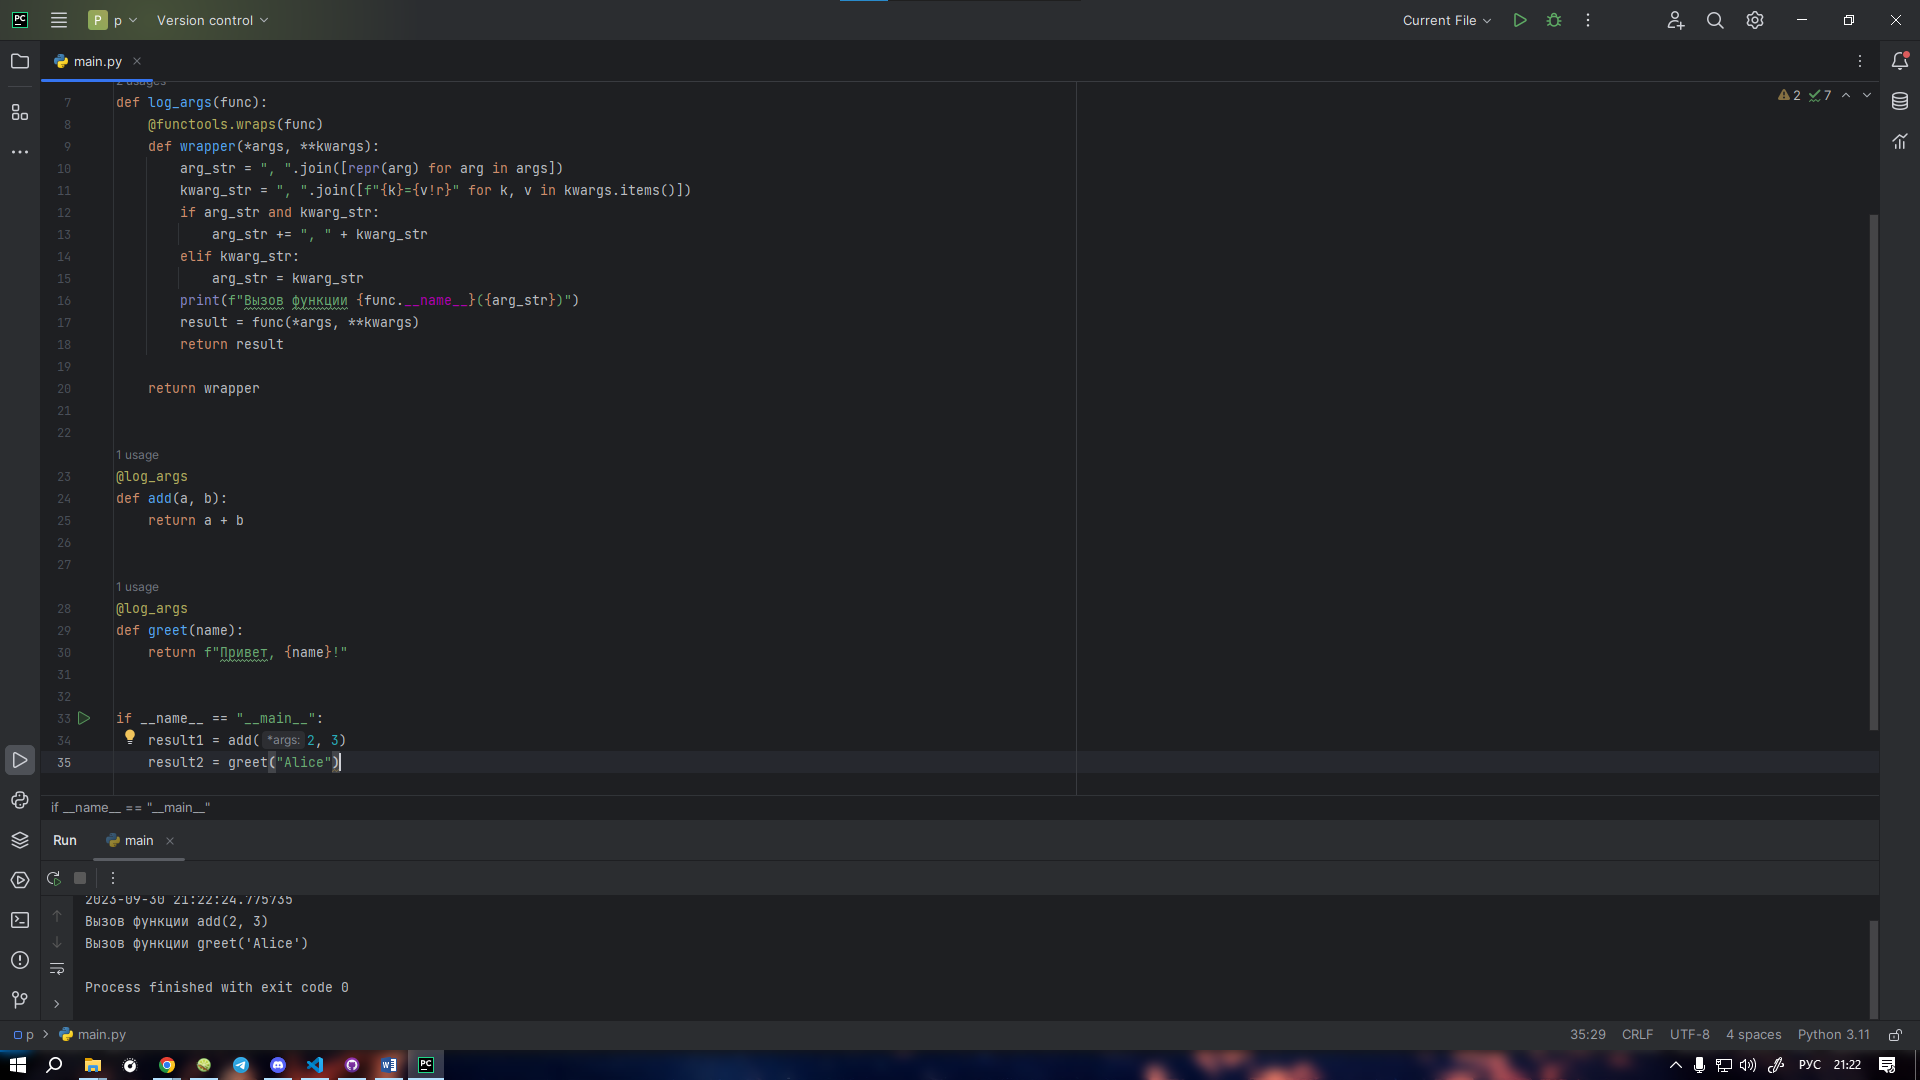 PC
P p Version control
Current File
main.py
2 usages
2 7
7 def log_args(func):
8 @functools.wraps(func)
9 def wrapper(*args, **kwargs):
10 arg_str = ", ".join([repr(arg) for arg in args])
11 kwarg_str = ", ".join([f"{k}={v!r}" for k, v in kwargs.items()])
12 if arg_str and kwarg_str:
13 arg_str += ", " + kwarg_str
14 elif kwarg_str:
15 arg_str = kwarg_str
16 print(f"Вызов функции {func.__name__}({arg_str})")
17 result = func(*args, **kwargs)
18 return result
19
20 return wrapper
21
22
1 usage
23 @log_args
24 def add(a, b):
25 return a + b
26
27
1 usage
28 @log_args
29 def greet(name):
30 return f"Привет, {name}!"
31
32
33 if __name__ == "__main__":
34 result1 = add( *args: 2, 3)
35 result2 = greet("Alice")
if __name__ == "__main__"
Run main
2023-09-30 21:22:24.775735
Вызов функции add(2, 3)
Вызов функции greet('Alice')
Process finished with exit code 0
p main.py
35:29 CRLF UTF-8 4 spaces Python 3.11
PC
РУС 21:22